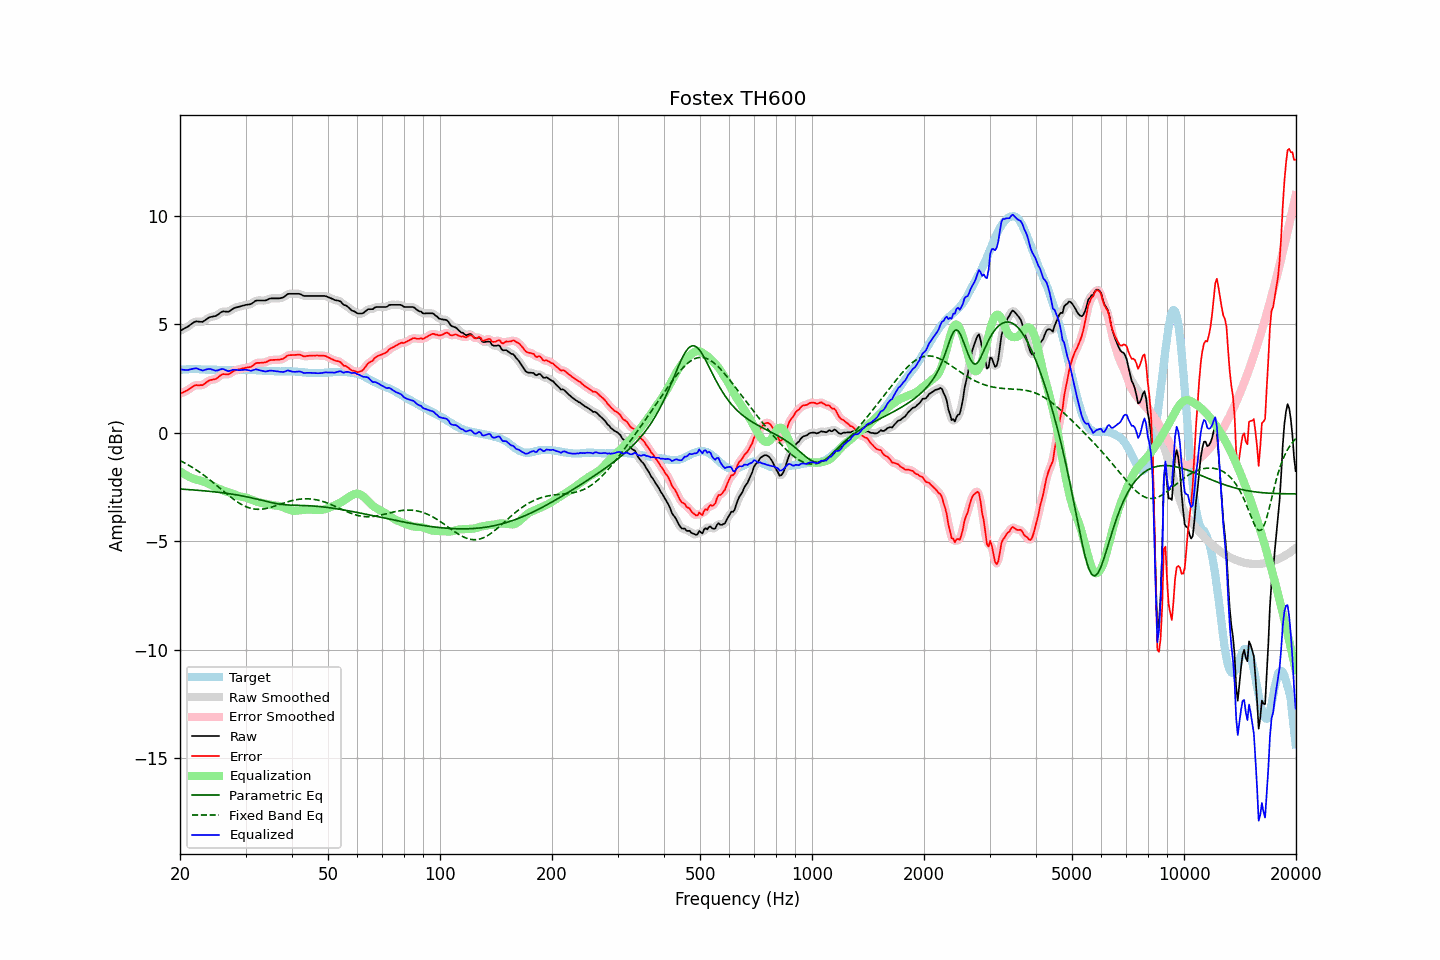 Fostex TH600
Amplitude (dBr)
10
5
0
−5
−10
−15
Target
Raw Smoothed
Error Smoothed
Raw
Error
Equalization
Parametric Eq
Fixed Band Eq
Equalized
20 50 100 200 500 1000 2000 5000 10000 20000
Frequency (Hz)